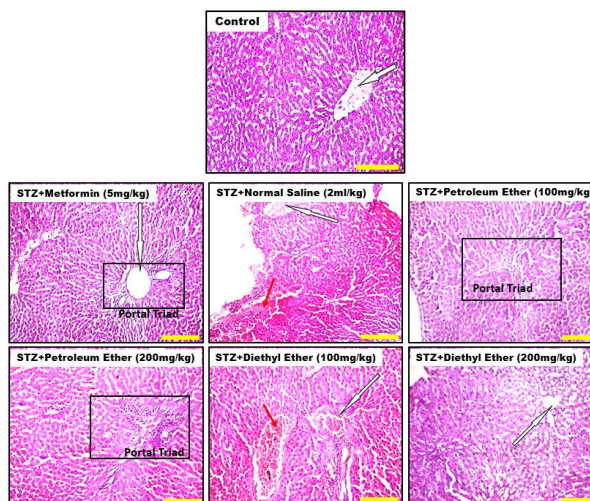 Control
STZ+Metformin (5mg/kg)
STZ+Normal Saline (2ml/kg)
STZ+Petroleum Ether (100mg/kg)
Portal Triad
Portal Triad
STZ+Petroleum Ether (200mg/kg)
STZ+Diethyl Ether (100mg/kg)
STZ+Diethyl Ether (200mg/kg)
Portal Triad